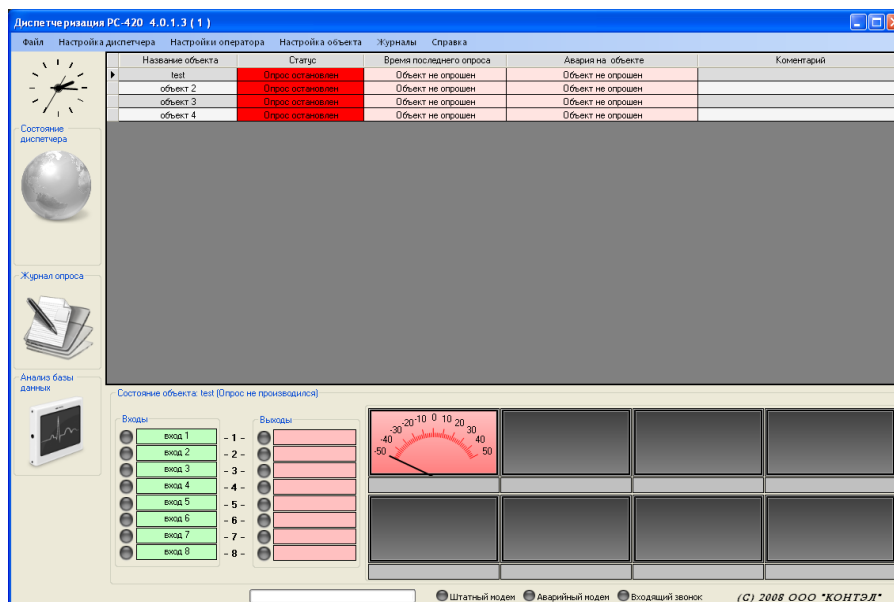 Диспетчеризация РС-420 4.0.1.3 ( 1 )
Файл Настройка диспетчера Настройки оператора Настройка объекта Журналы Справка
Название объекта Статус Время последнего опроса Авария на объекте Коментарий
test Опрос остановлен Объект не опрошен Объект не опрошен
объект 2 Опрос остановлен Объект не опрошен Объект не опрошен
объект 3 Опрос остановлен Объект не опрошен Объект не опрошен
объект 4 Опрос остановлен Объект не опрошен Объект не опрошен
Состояние
диспетчера
Журнал опроса
Анализ базы
данных
Состояние объекта: test (Опрос не производился)
Входы Выходы
вход 1 - 1 -
вход 2 - 2 -
вход 3 - 3 -
вход 4 - 4 -
вход 5 - 5 -
вход 6 - 6 -
вход 7 - 7 -
вход 8 - 8 -
-50 -40 -30 -20 -10 0 10 20 30 40 50
Штатный модем Аварийный модем Входящий звонок (C) 2008 ООО "КОНТЭЛ"